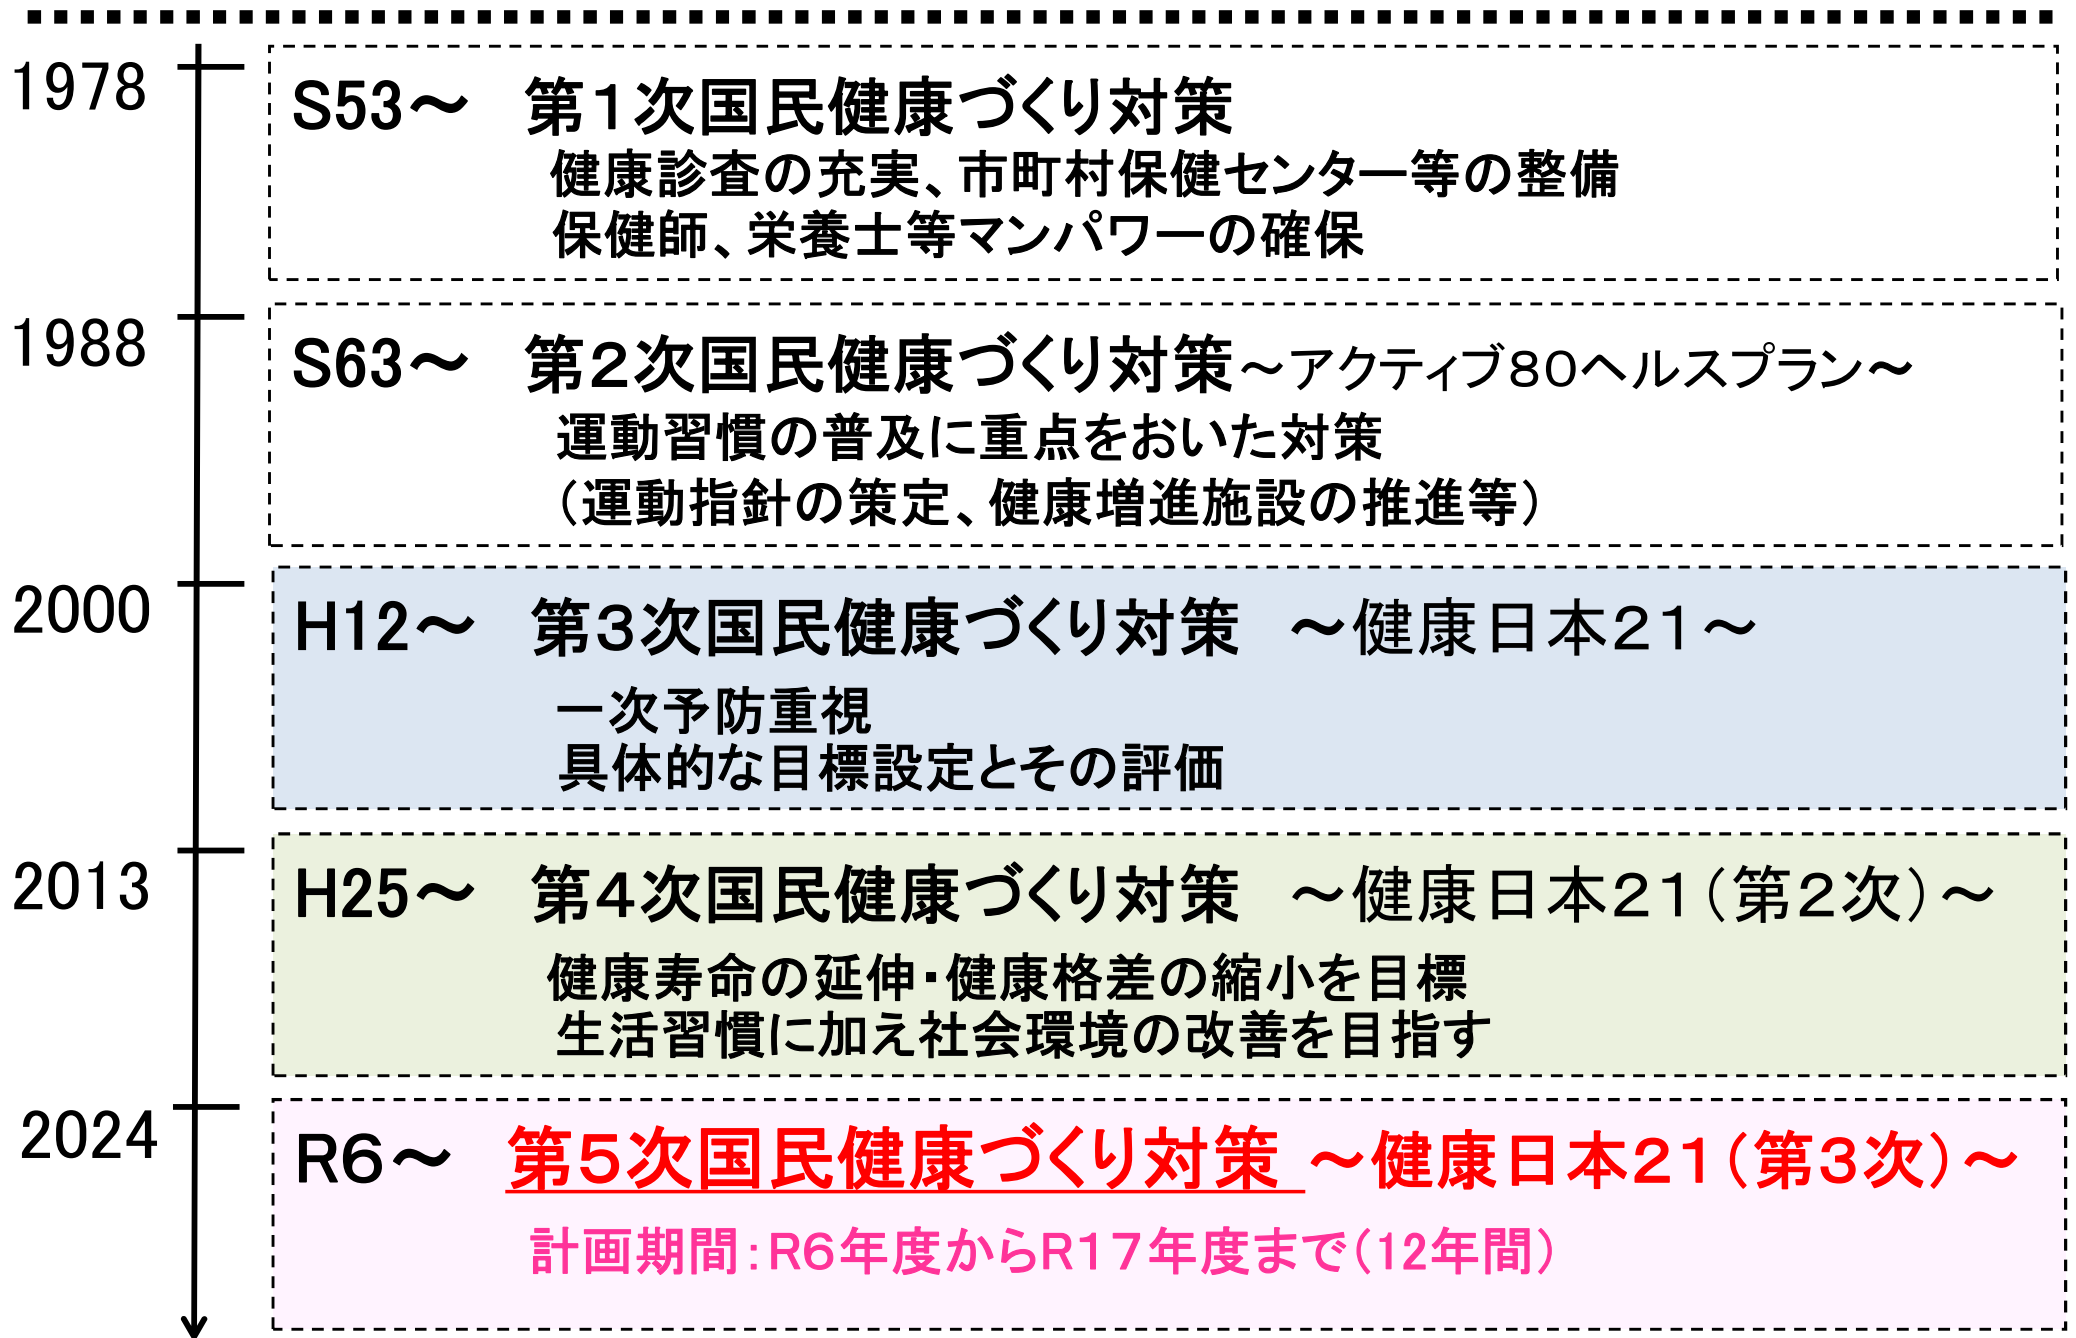 1978
S53～　第１次国民健康づくり対策
健康診査の充実、市町村保健センター等の整備
保健師、栄養士等マンパワーの確保
1988
S63～　第２次国民健康づくり対策～アクティブ８０ヘルスプラン～
運動習慣の普及に重点をおいた対策
（運動指針の策定、健康増進施設の推進等）
2000
H12～　第３次国民健康づくり対策　～健康日本２１～
一次予防重視
具体的な目標設定とその評価
2013
H25～　第４次国民健康づくり対策　～健康日本２１（第２次）～
健康寿命の延伸・健康格差の縮小を目標
生活習慣に加え社会環境の改善を目指す
2024
R６～　第５次国民健康づくり対策 ～健康日本２１（第３次）～
計画期間：R６年度からR１７年度まで（12年間）